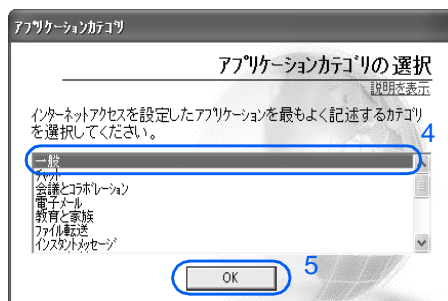 アプリケーションカテゴリ
アプリケーションカテゴリの選択
説明を表示
インターネットアクセスを設定したアプリケーションを最もよく記述するカテゴリ
を選択してください。
4
一般
チャット
会議とコラボレーション
電子メール
教育と家族
ファイル転送
インスタントメッセージ
OK
5